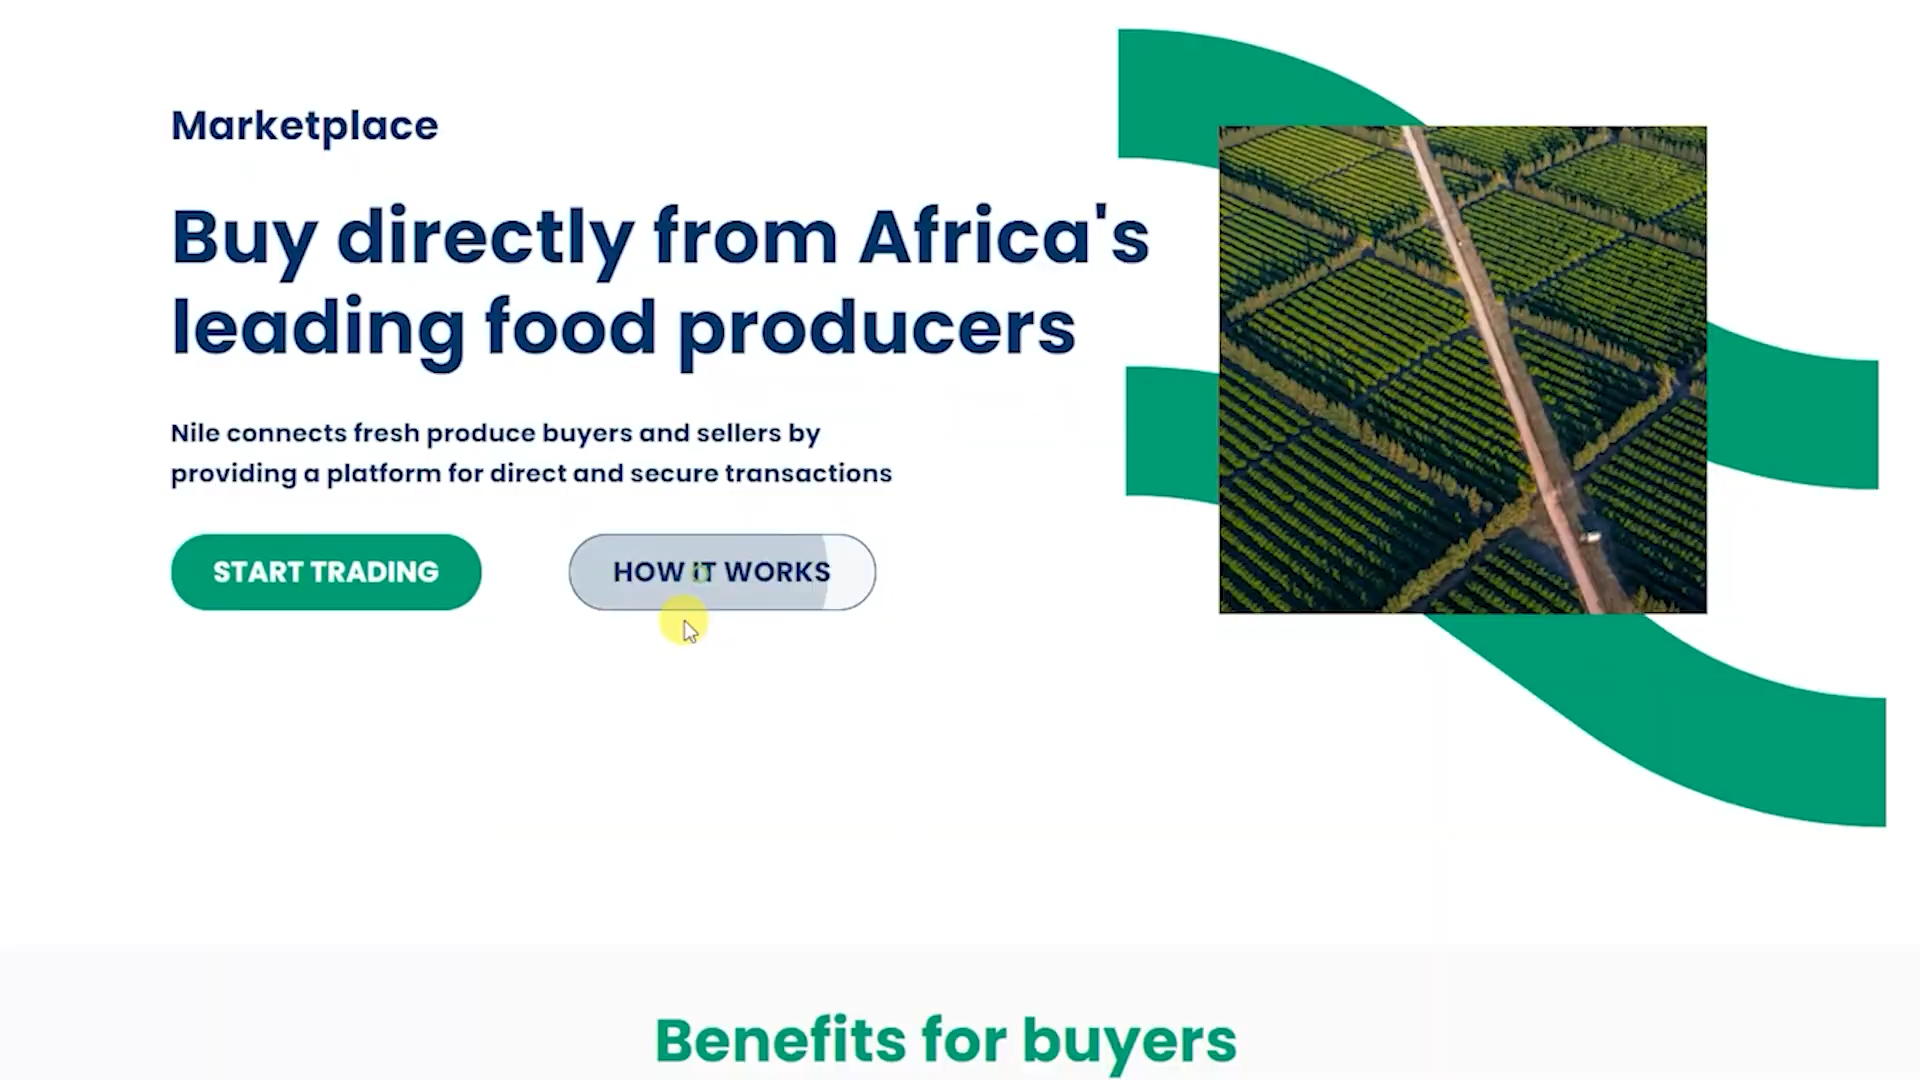 Marketplace
Buy directly from Africa's
leading food producers
Nile connects fresh produce buyers and sellers by
providing a platform for direct and secure transactions
START TRADING
HOW IT WORKS
Benefits for buyers